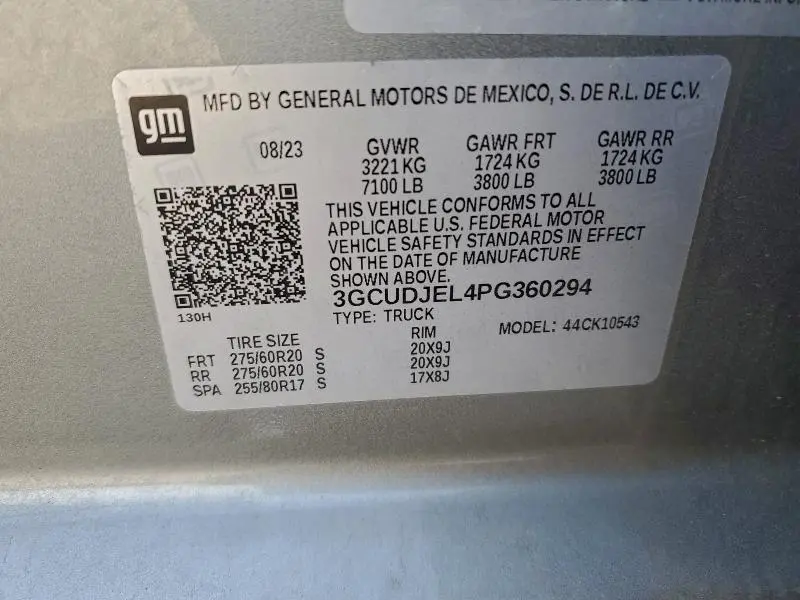 gm
MFD BY GENERAL MOTORS DE MEXICO, S. DE R.L. DE C.V.
08/23 GVWR GAWR FRT GAWR RR
3221 KG 1724 KG 1724 KG
7100 LB 3800 LB 3800 LB
THIS VEHICLE CONFORMS TO ALL
APPLICABLE U.S. FEDERAL MOTOR
VEHICLE SAFETY STANDARDS IN EFFECT
ON THE DATE OF MANUFACTURE
SHOWN ABOVE.
3GCUDJEL4PG360294
130H
TYPE: TRUCK MODEL: 44CK10543
TIRE SIZE RIM
FRT 275/60R20 S 20X9J
RR 275/60R20 S 20X9J
SPA 255/80R17 S 17X8J